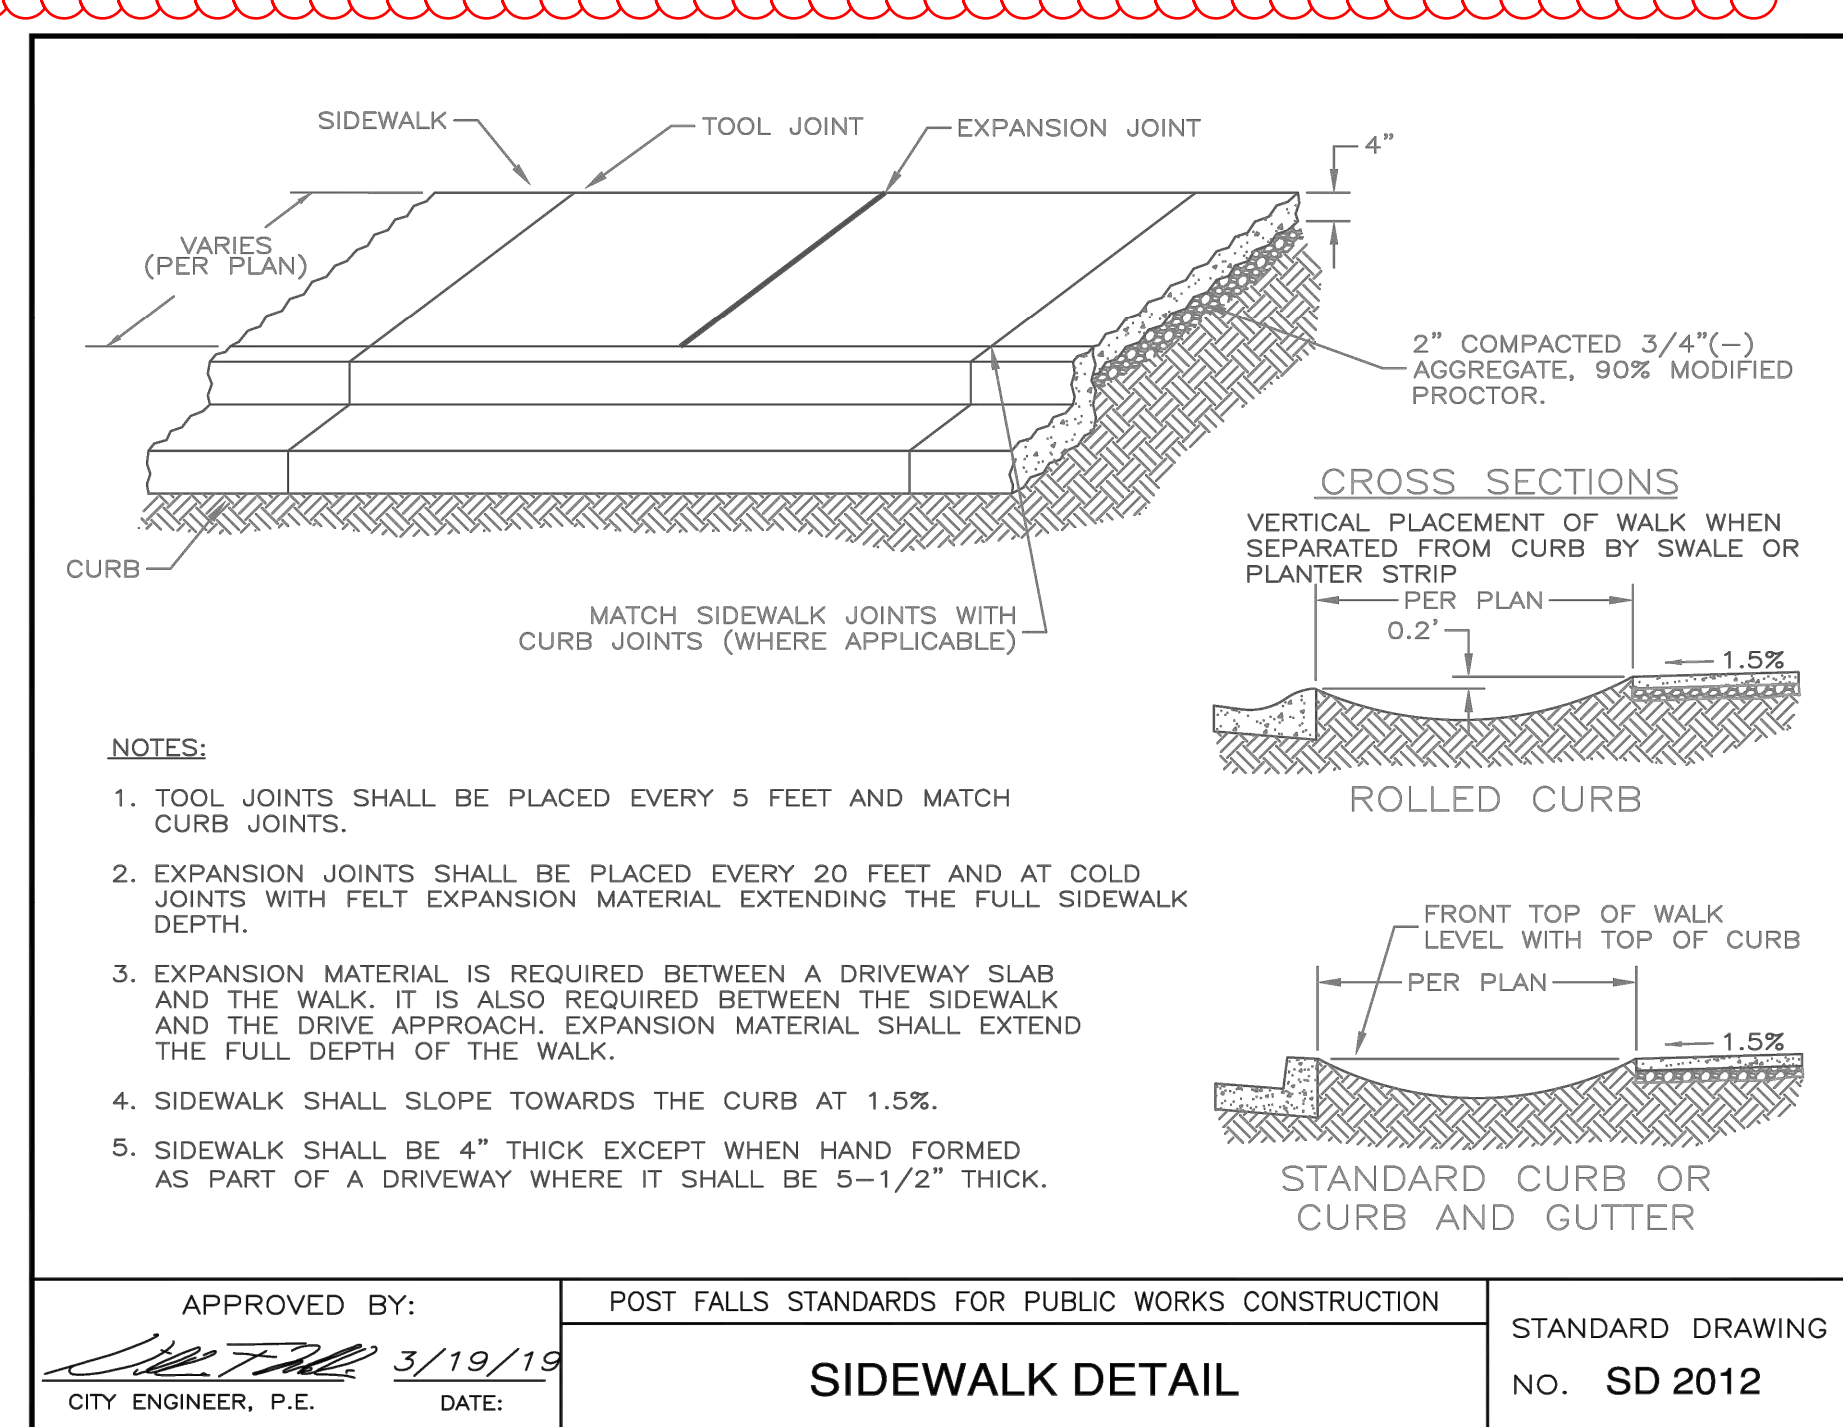 SIDEWALK
TOOL JOINT
EXPANSION JOINT
4"
VARIES
(PER PLAN)
2" COMPACTED 3/4"(-)
AGGREGATE, 90% MODIFIED
PROCTOR.
CURB
MATCH SIDEWALK JOINTS WITH
CURB JOINTS (WHERE APPLICABLE)
CROSS SECTIONS
VERTICAL PLACEMENT OF WALK WHEN
SEPARATED FROM CURB BY SWALE OR
PLANTER STRIP
PER PLAN
0.2'
1.5%
ROLLED CURB
FRONT TOP OF WALK
LEVEL WITH TOP OF CURB
PER PLAN
1.5%
STANDARD CURB OR
CURB AND GUTTER
NOTES:
1. TOOL JOINTS SHALL BE PLACED EVERY 5 FEET AND MATCH
CURB JOINTS.
2. EXPANSION JOINTS SHALL BE PLACED EVERY 20 FEET AND AT COLD
JOINTS WITH FELT EXPANSION MATERIAL EXTENDING THE FULL SIDEWALK
DEPTH.
3. EXPANSION MATERIAL IS REQUIRED BETWEEN A DRIVEWAY SLAB
AND THE WALK. IT IS ALSO REQUIRED BETWEEN THE SIDEWALK
AND THE DRIVE APPROACH. EXPANSION MATERIAL SHALL EXTEND
THE FULL DEPTH OF THE WALK.
4. SIDEWALK SHALL SLOPE TOWARDS THE CURB AT 1.5%.
5. SIDEWALK SHALL BE 4" THICK EXCEPT WHEN HAND FORMED
AS PART OF A DRIVEWAY WHERE IT SHALL BE 5-1/2" THICK.
APPROVED BY:
3/19/19
CITY ENGINEER, P.E.
DATE:
POST FALLS STANDARDS FOR PUBLIC WORKS CONSTRUCTION
SIDEWALK DETAIL
STANDARD DRAWING
NO. SD 2012